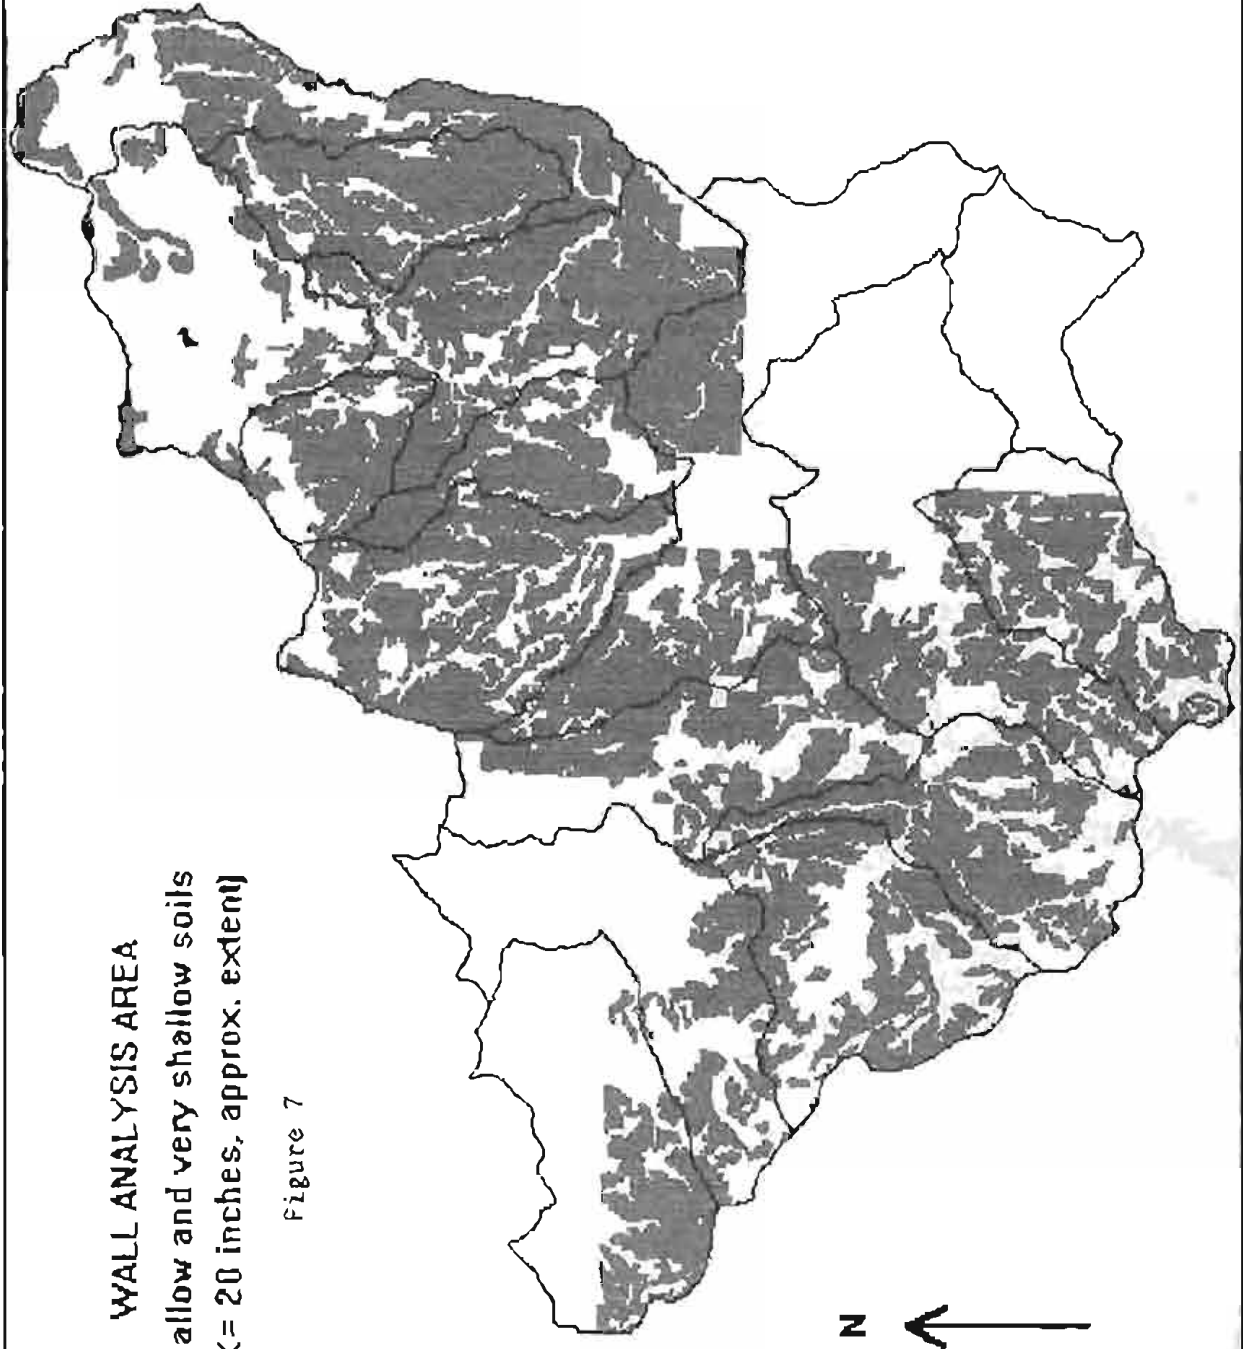 WALL ANALYSIS AREA
allow and very shallow soils
= 20 inches, approx. extent)
Figure 7
N